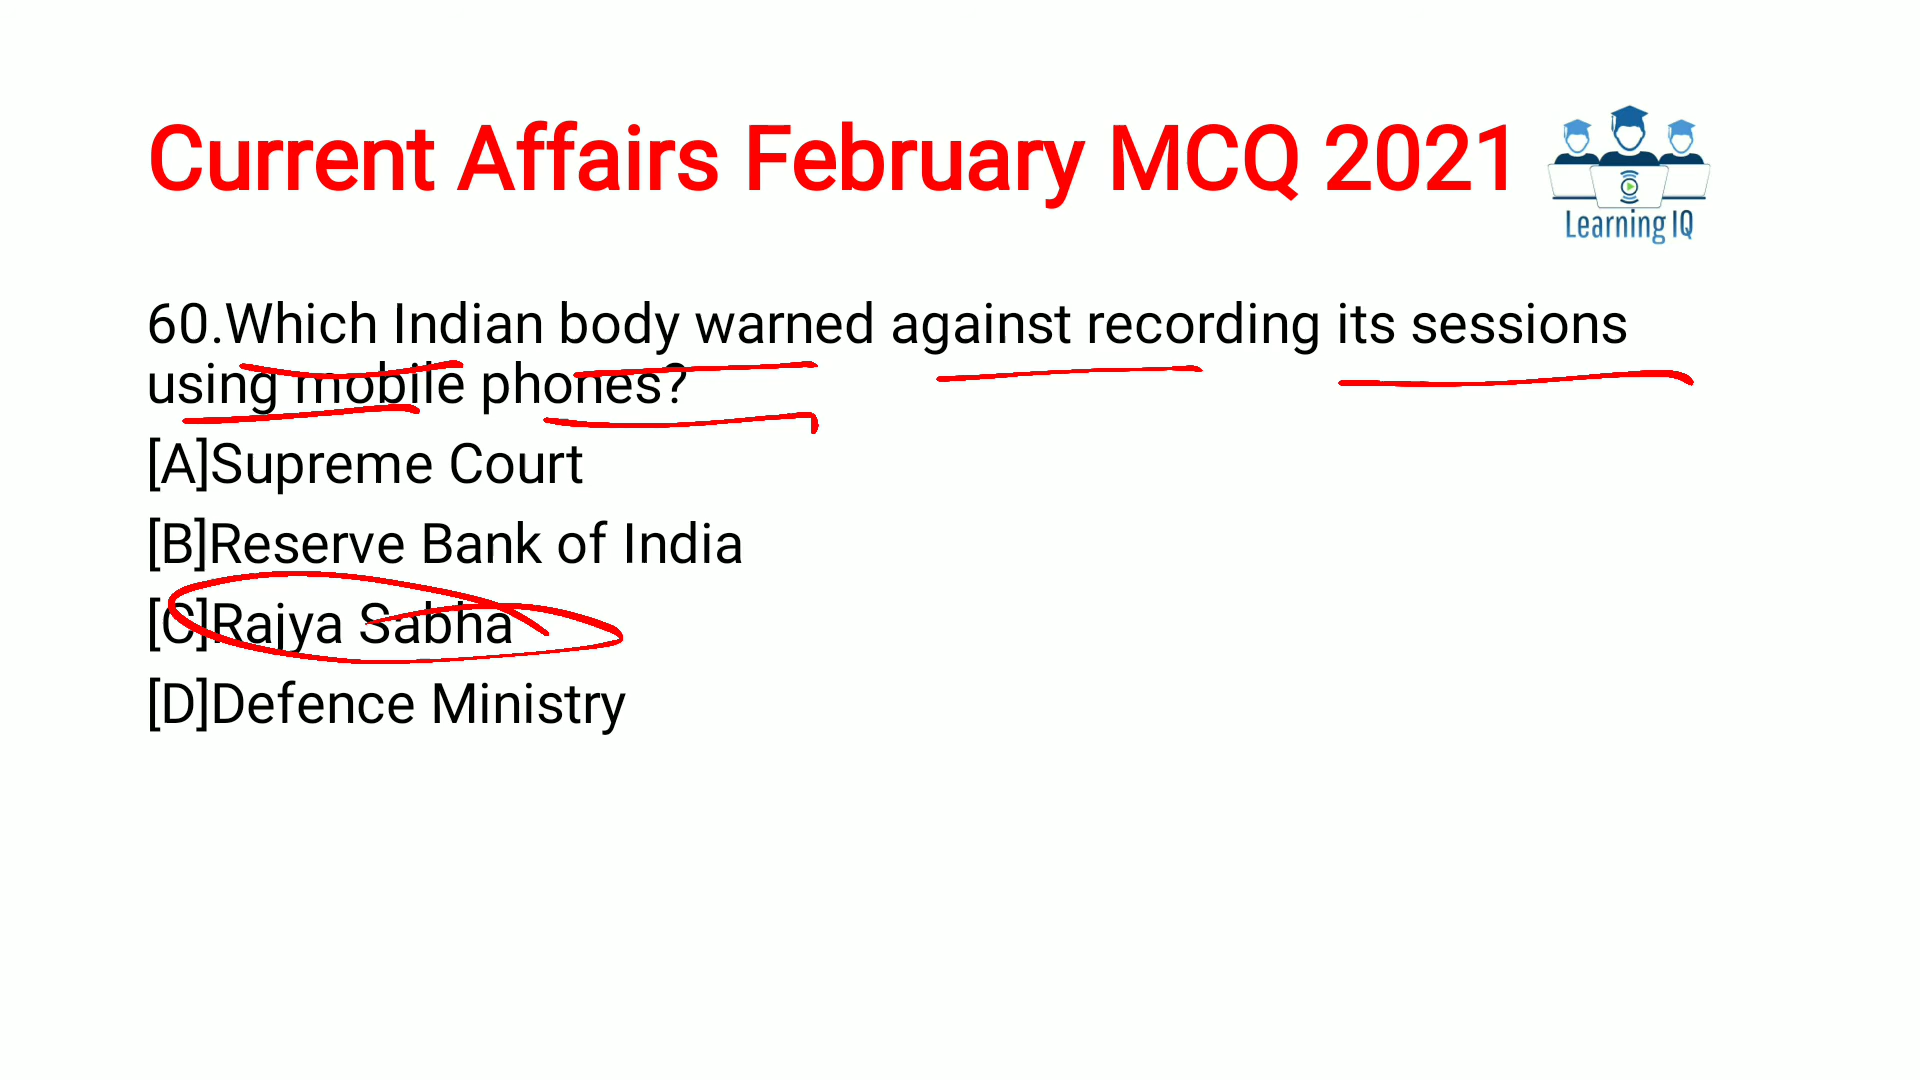 Current Affairs February MCQ 2021
Learning IQ
60.Which Indian body warned against recording its sessions
using mobile phones?
[A]Supreme Court
[B]Reserve Bank of India
[C]Rajya Sabha
[D]Defence Ministry